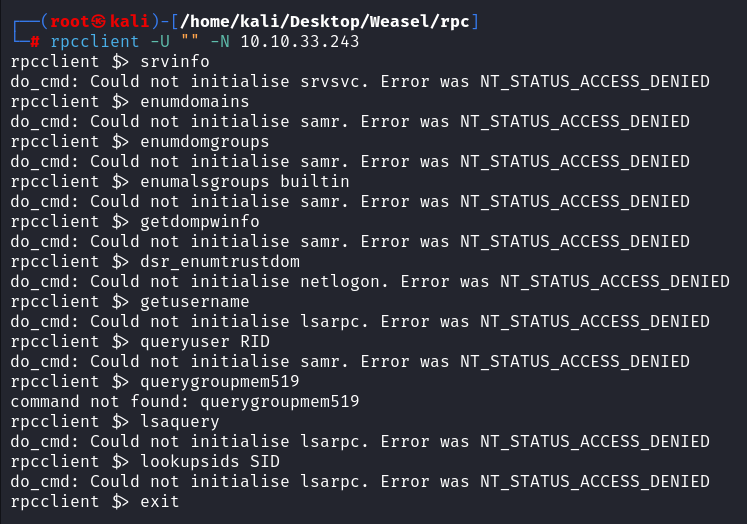 ┌──(root㉿kali)-[/home/kali/Desktop/Weasel/rpc]
└─# rpcclient -U "" -N 10.10.33.243
rpcclient $> srvinfo
do_cmd: Could not initialise srvsvc. Error was NT_STATUS_ACCESS_DENIED
rpcclient $> enumdomains
do_cmd: Could not initialise samr. Error was NT_STATUS_ACCESS_DENIED
rpcclient $> enumdomgroups
do_cmd: Could not initialise samr. Error was NT_STATUS_ACCESS_DENIED
rpcclient $> enumalsgroups builtin
do_cmd: Could not initialise samr. Error was NT_STATUS_ACCESS_DENIED
rpcclient $> getdompwinfo
do_cmd: Could not initialise samr. Error was NT_STATUS_ACCESS_DENIED
rpcclient $> dsr_enumtrustdom
do_cmd: Could not initialise netlogon. Error was NT_STATUS_ACCESS_DENIED
rpcclient $> getusername
do_cmd: Could not initialise lsarpc. Error was NT_STATUS_ACCESS_DENIED
rpcclient $> queryuser RID
do_cmd: Could not initialise samr. Error was NT_STATUS_ACCESS_DENIED
rpcclient $> querygroupmem519
command not found: querygroupmem519
rpcclient $> lsaquery
do_cmd: Could not initialise lsarpc. Error was NT_STATUS_ACCESS_DENIED
rpcclient $> lookupsids SID
do_cmd: Could not initialise lsarpc. Error was NT_STATUS_ACCESS_DENIED
rpcclient $> exit